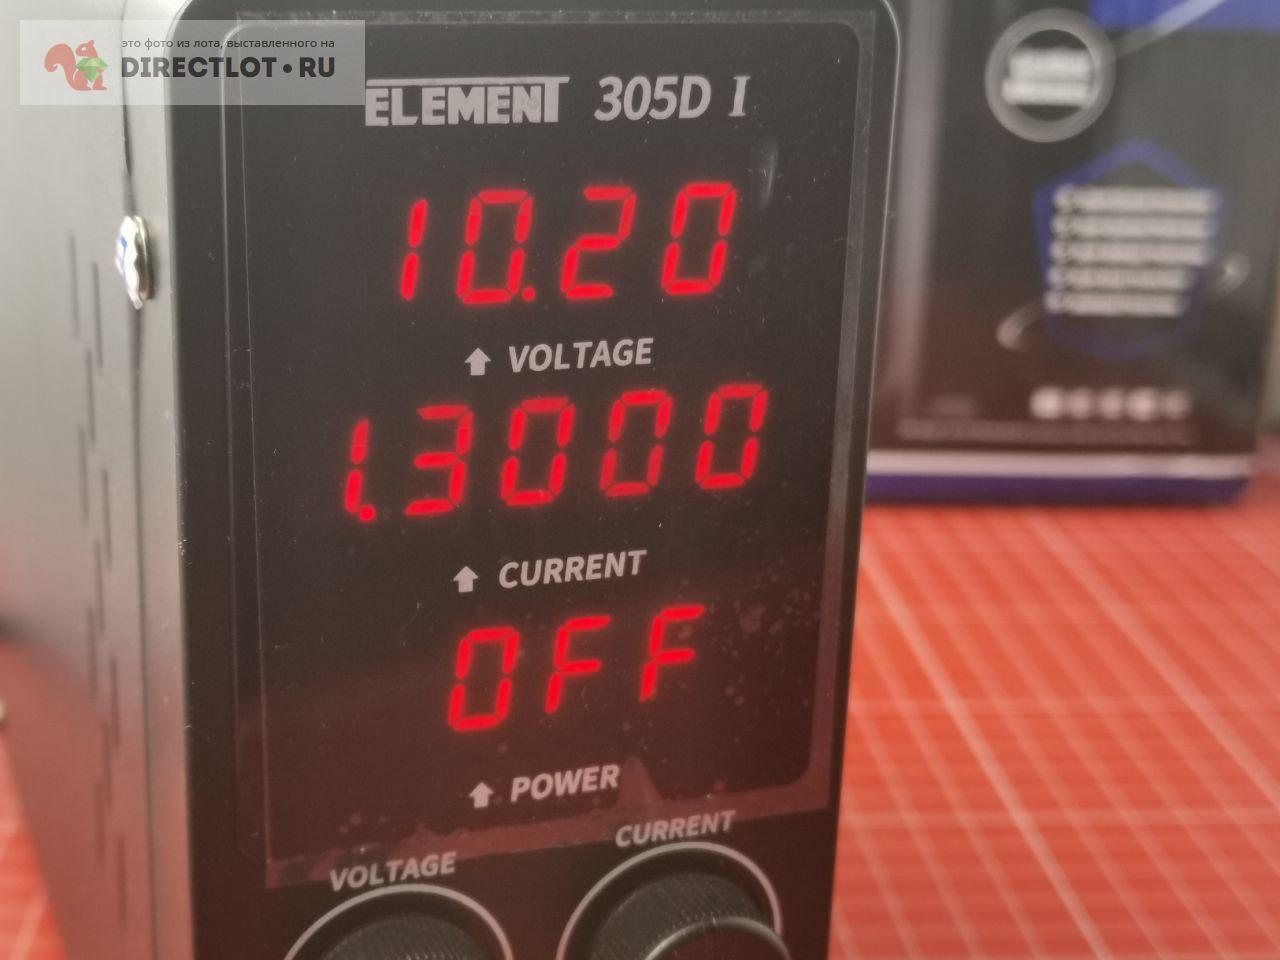 это фото из лота, выставленного на
DIRECTLOT • RU
ELEMENT 305D I
10.20
VOLTAGE
1.3000
CURRENT
OFF
POWER
VOLTAGE
CURRENT